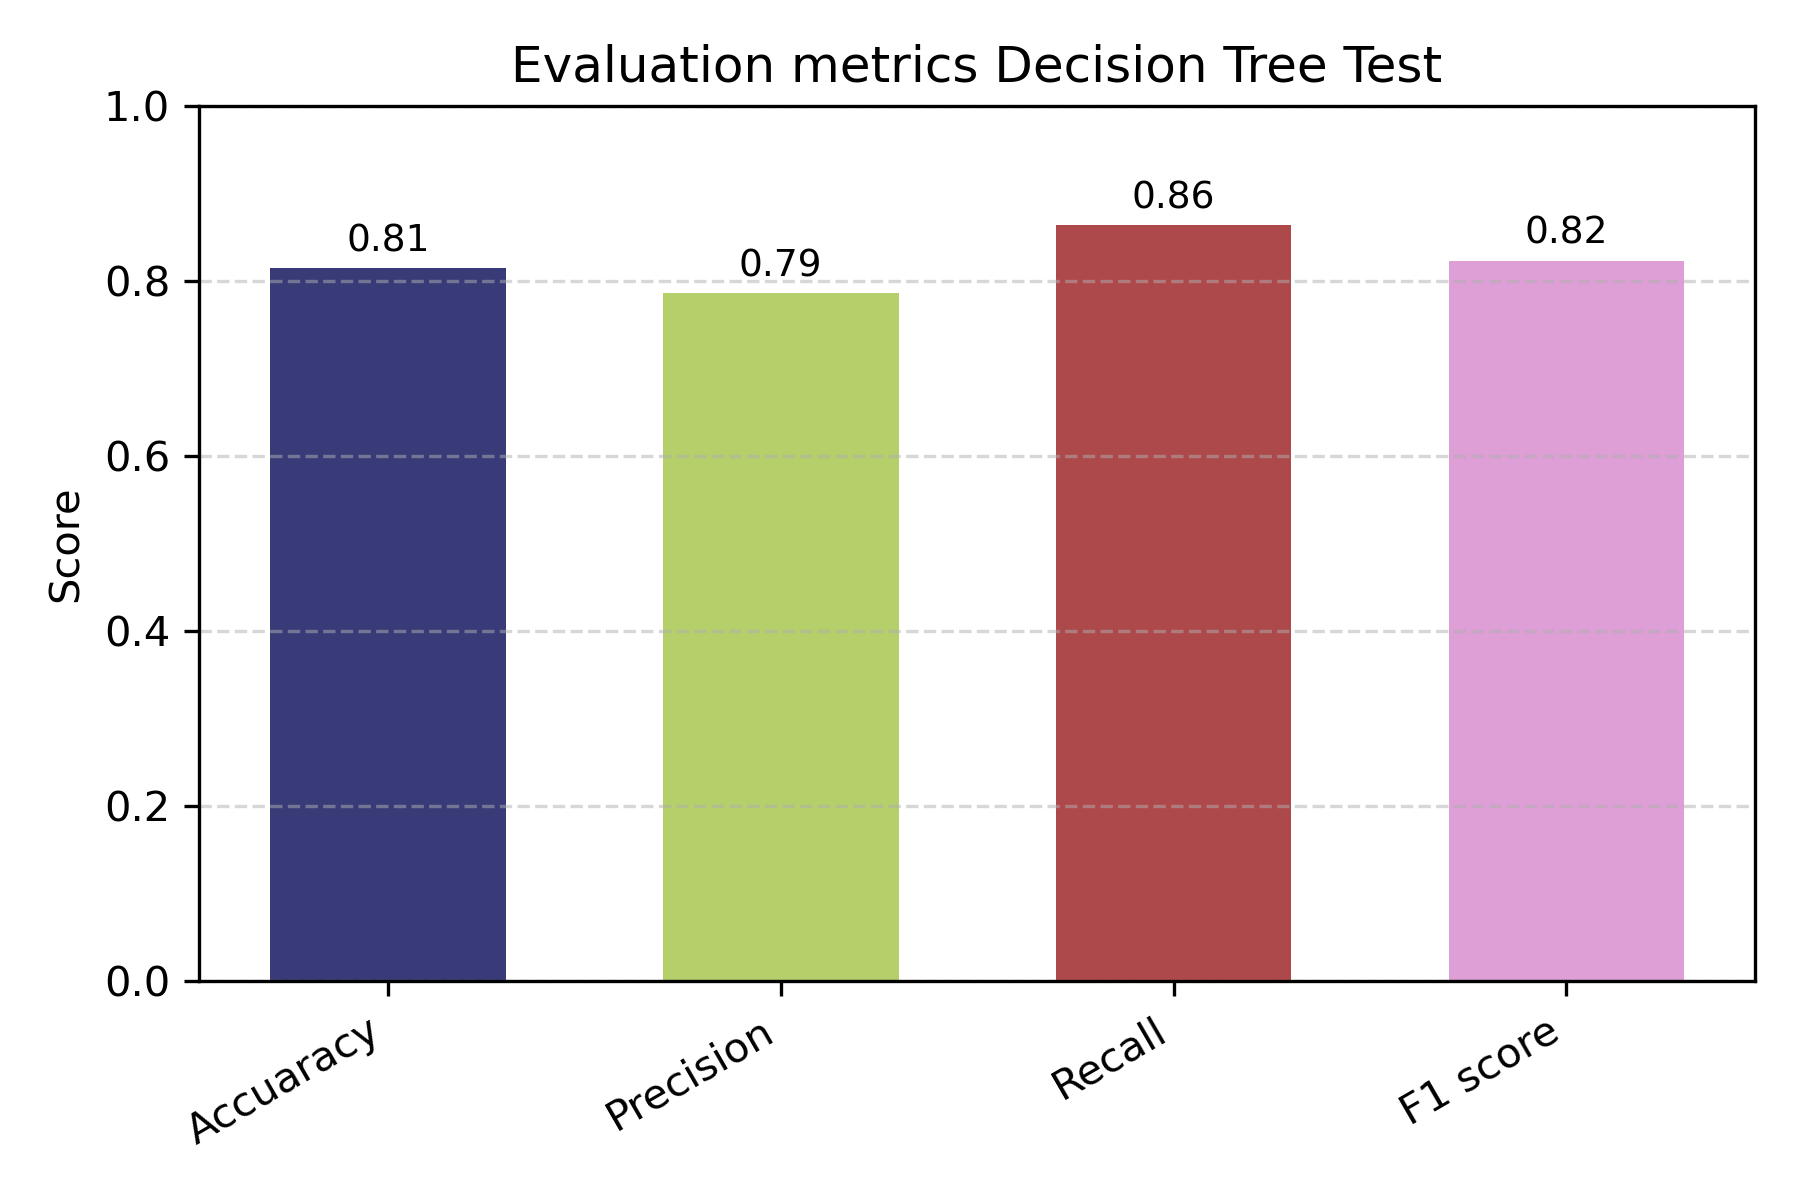 Evaluation metrics Decision Tree Test
1.0
0.8
0.6
0.4
0.2
0.0
Score
0.81
0.79
0.86
0.82
Accuaracy
Precision
Recall
F1 score